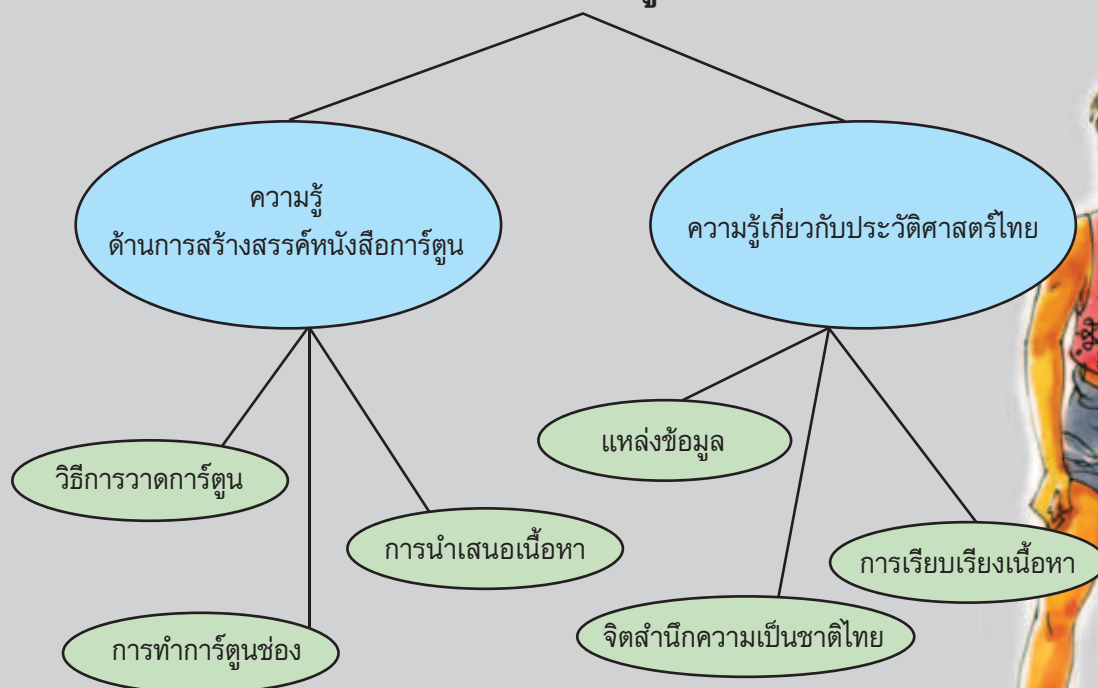 ความรู้
ด้านการสร้างสรรค์หนังสือการ์ตูน
ความรู้เกี่ยวกับประวัติศาสตร์ไทย
วิธีการวาดการ์ตูน
การทำการ์ตูนช่อง
การนำเสนอเนื้อหา
แหล่งข้อมูล
จิตสำนึกความเป็นชาติไทย
การเรียบเรียงเนื้อหา